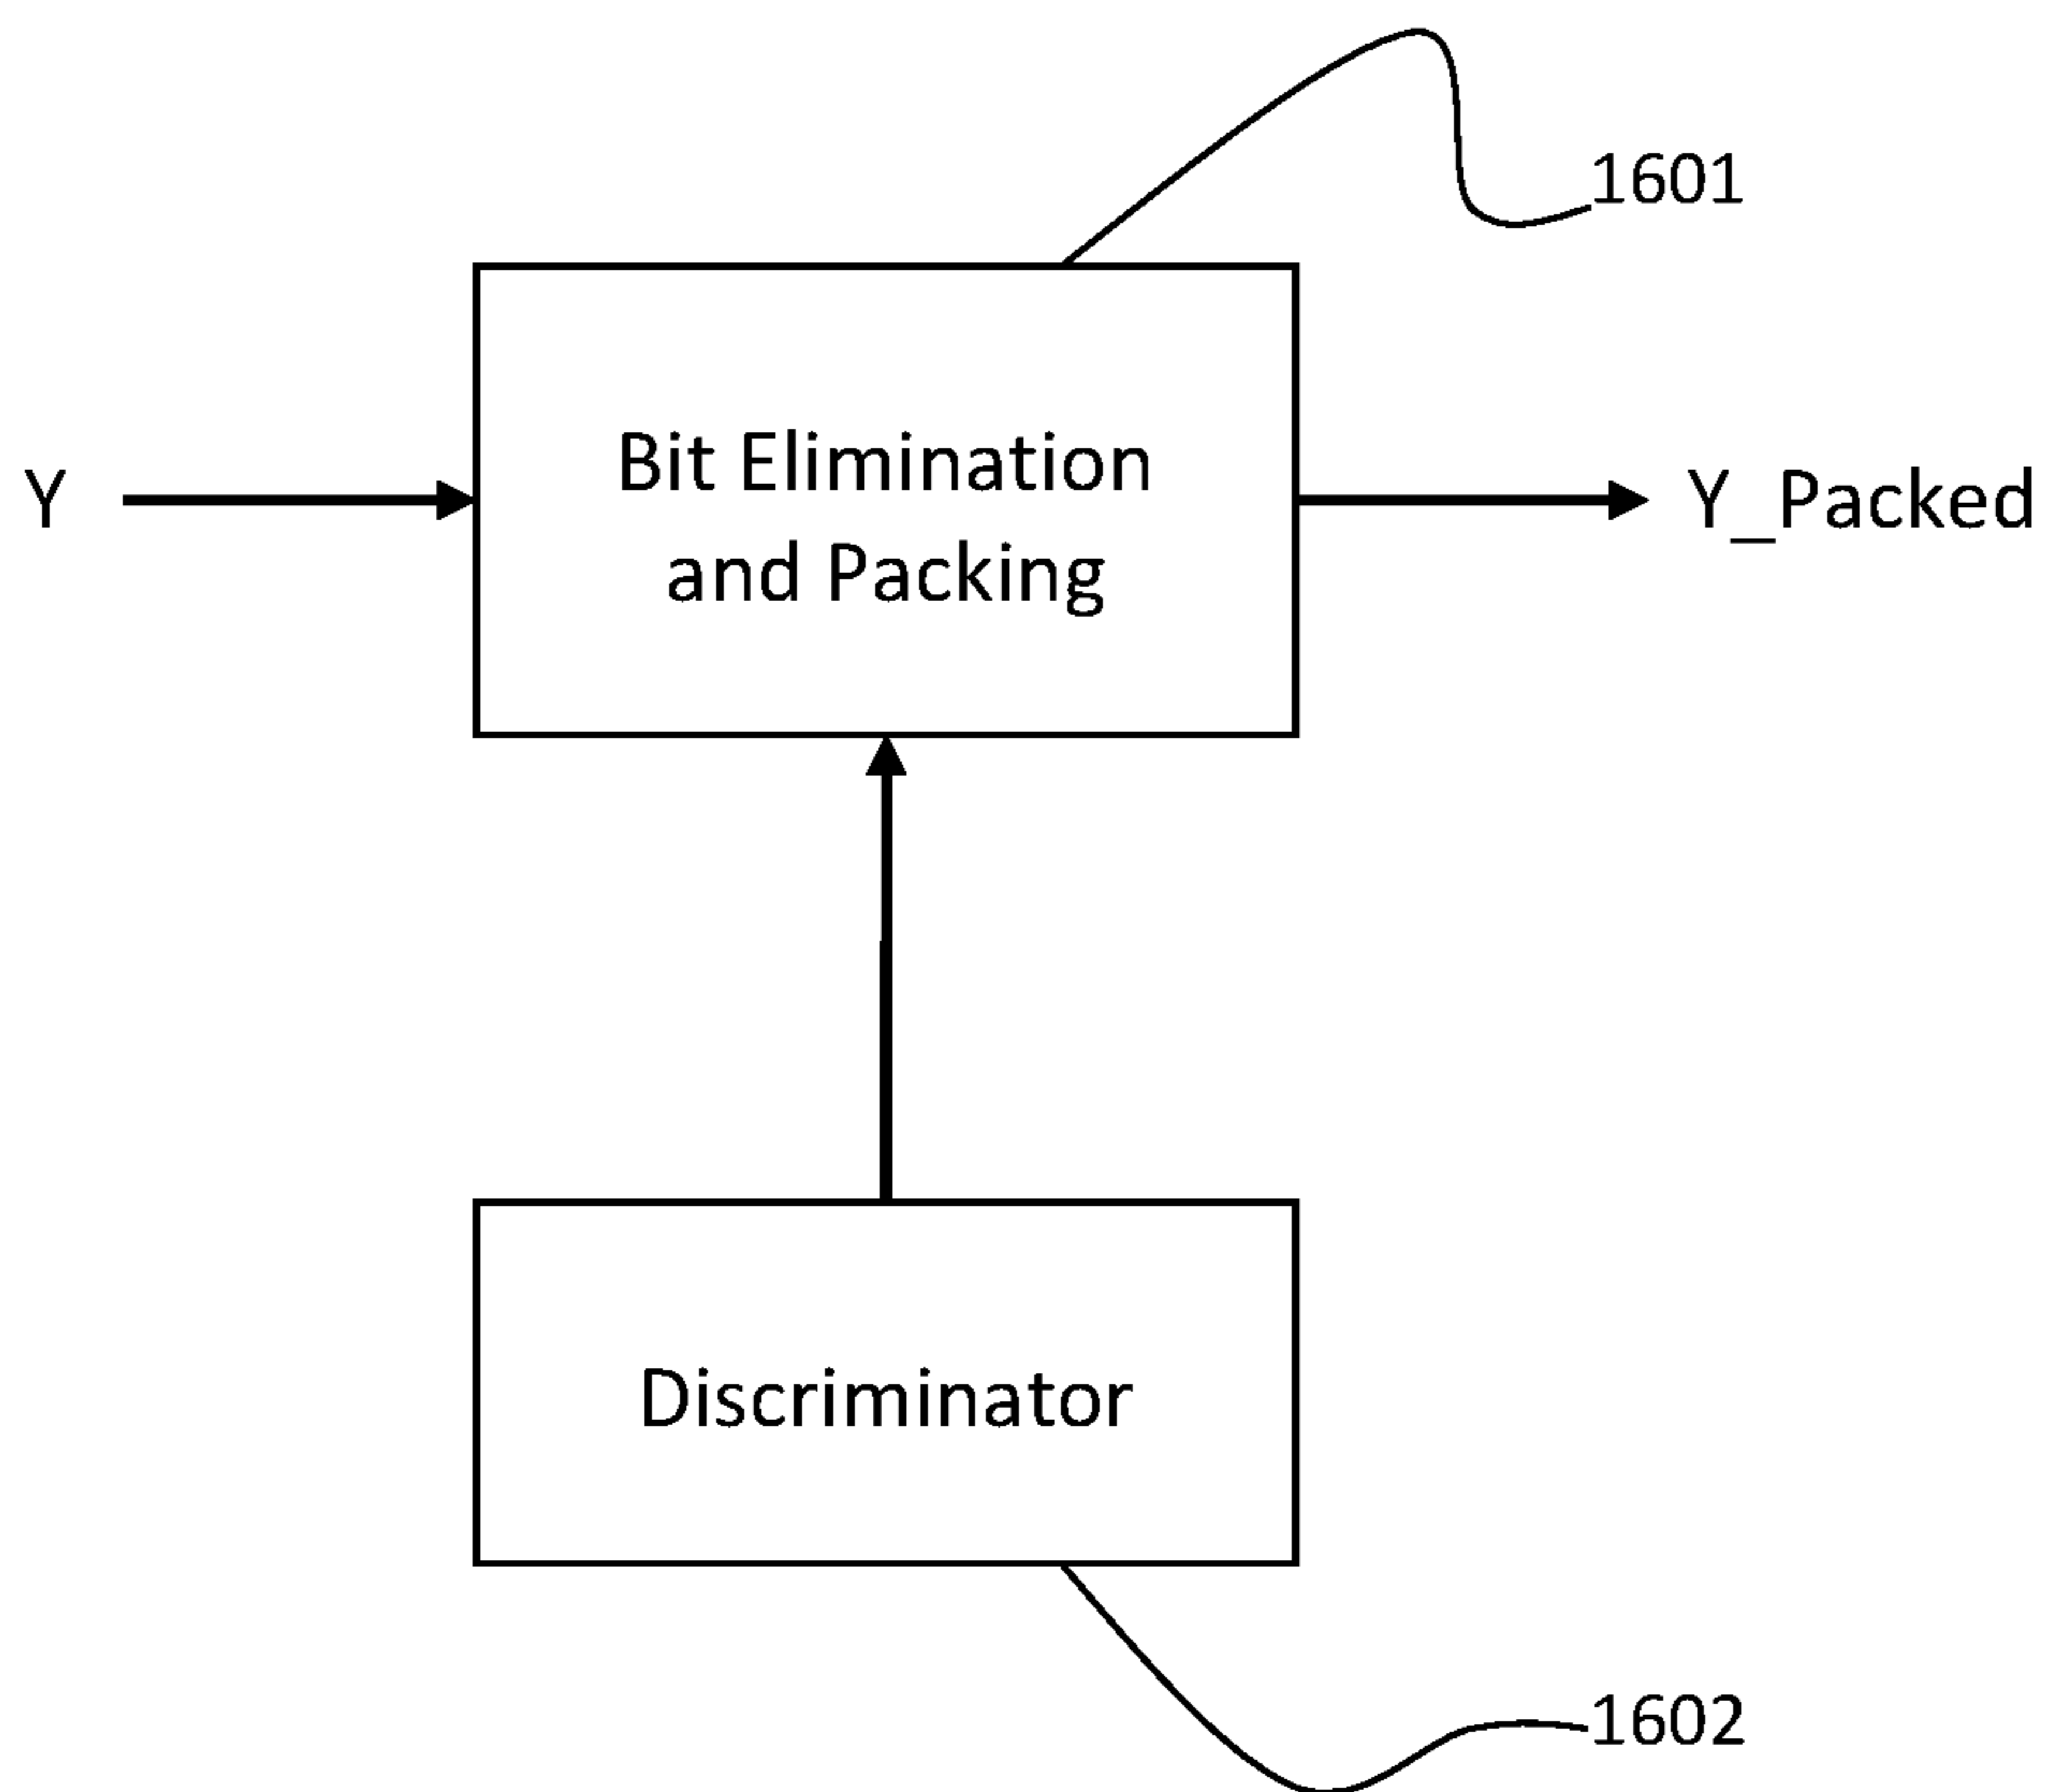 1601
Bit Elimination
and Packing
Y
Y_Packed
Discriminator
1602